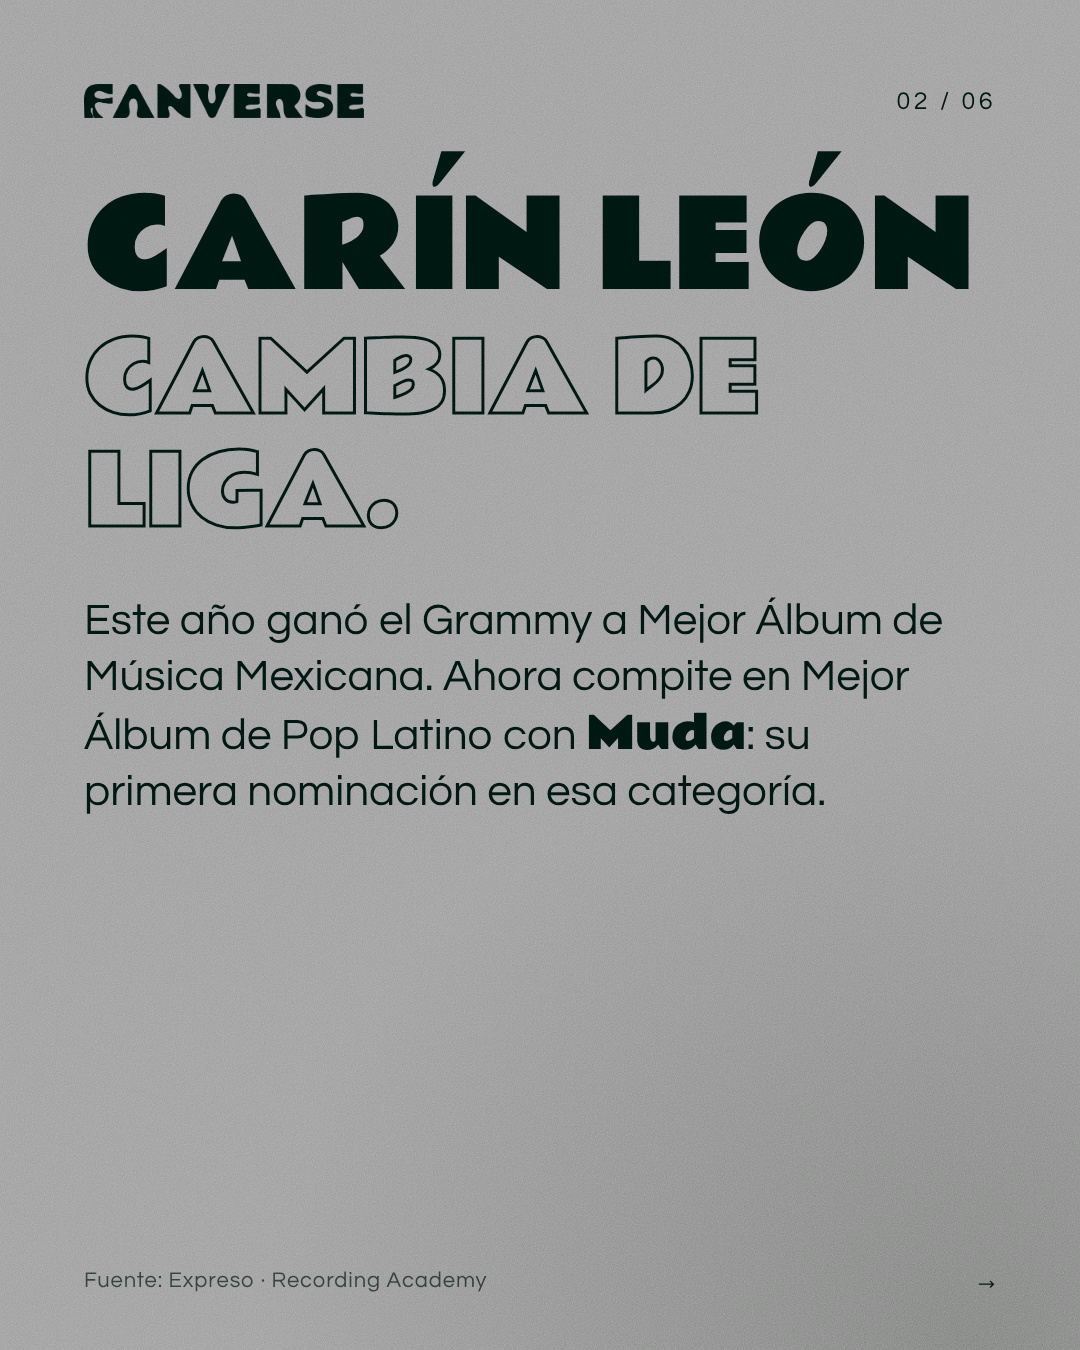 FANVERSE
02 / 06
CARÍN LEÓN
CAMBIA DE
LIGA.
Este año ganó el Grammy a Mejor Álbum de
Música Mexicana. Ahora compite en Mejor
Álbum de Pop Latino con Muda: su
primera nominación en esa categoría.
Fuente: Expreso · Recording Academy
→